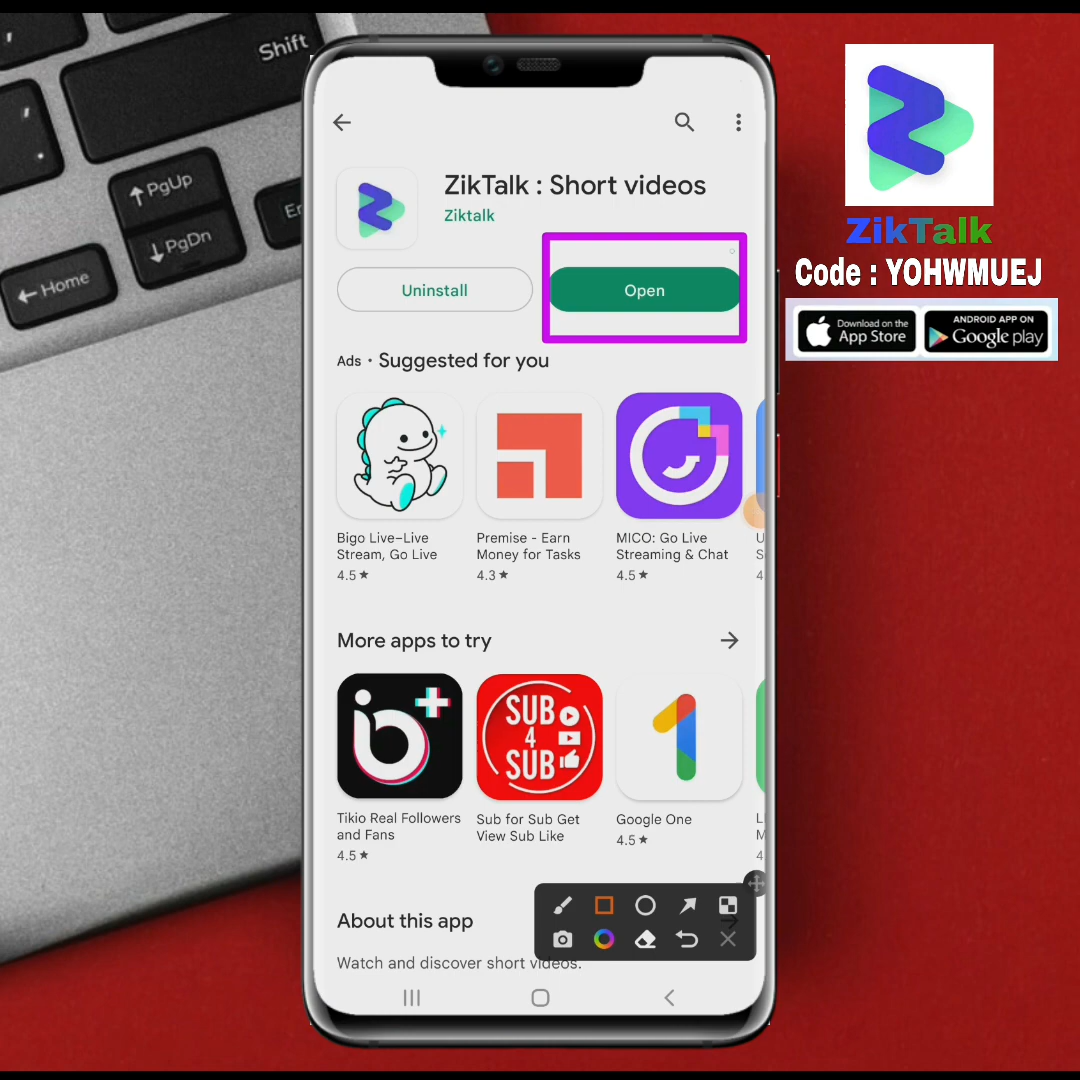 Shift
PgUp
PgDn
Home
ZikTalk : Short videos
Ziktalk
Uninstall
Open
Ads • Suggested for you
Bigo Live–Live
Stream, Go Live
4.5★
Premise - Earn
Money for Tasks
4.3★
MICO: Go Live
Streaming & Chat
4.5★
More apps to try
SUB
4
SUB
Tikio Real Followers
and Fans
4.5★
Sub for Sub Get
View Sub Like
Google One
4.5★
About this app
Watch and discover short videos.
ZikTalk
Code : YOHWMUEJ
Download on the
App Store
ANDROID APP ON
Google play